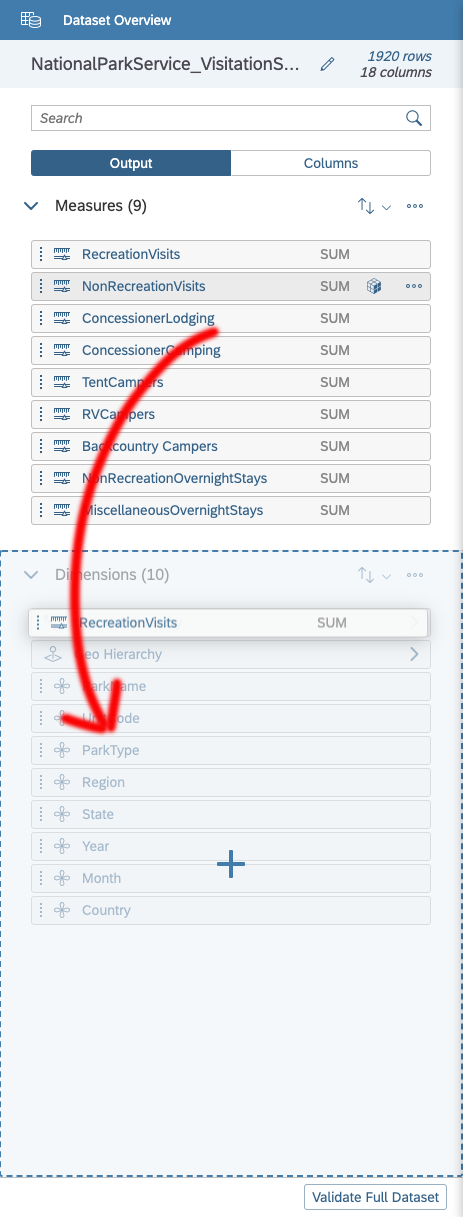 Dataset Overview
NationalParkService_VisitationS...
1920 rows
18 columns
Search
Output
Columns
Measures (9)
RecreationVisits SUM
NonRecreationVisits SUM
ConcessionerLodging SUM
ConcessionerCamping SUM
TentCampers SUM
RVCampers SUM
Backcountry Campers SUM
NonRecreationOvernightStays SUM
MiscellaneousOvernightStays SUM
Dimensions (10)
RecreationVisits SUM
Geo Hierarchy
ParkName
UnitCode
ParkType
Region
State
Year
Month
Country
Validate Full Dataset